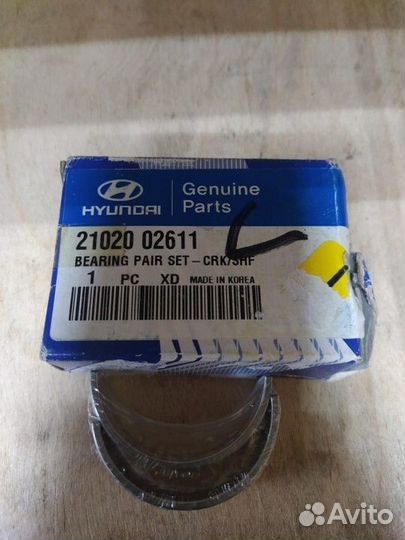 HYUNDAI
Genuine
Parts
21020 02611
BEARING PAIR SET-CRK/SHF
1 PC XD MADE IN KOREA
Avito